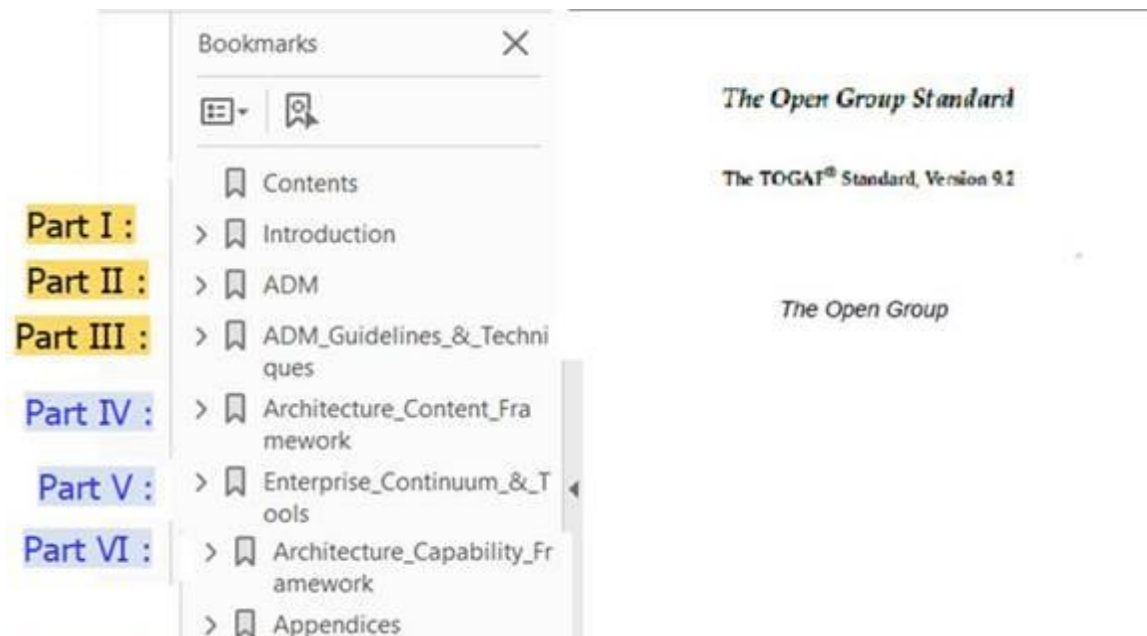 Bookmarks
Contents
Part I :
Introduction
Part II :
ADM
Part III :
ADM_Guidelines_&_Techni
ques
Part IV :
Architecture_Content_Fra
mework
Part V :
Enterprise_Continuum_&_T
ools
Part VI :
Architecture_Capability_Fr
amework
Appendices
The Open Group Standard
The TOGAF® Standard, Version 9.2
The Open Group